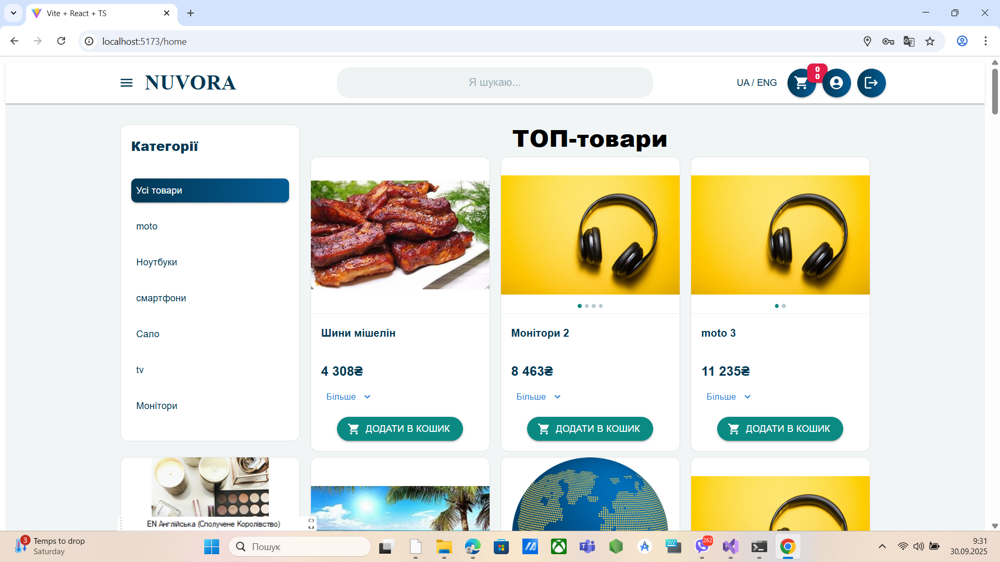 Vite + React + TS
localhost:5173/home
NUVORA
Я шукаю...
UA / ENG
0
0
Категорії
Усі товари
moto
Ноутбуки
смартфони
Сало
tv
Монітори
ТОП-товари
Шини мішелін
4 308₴
Більше
ДОДАТИ В КОШИК
Монітори 2
8 463₴
Більше
ДОДАТИ В КОШИК
moto 3
11 235₴
Більше
ДОДАТИ В КОШИК
EN Англійська (Сполучене Королівство)
3
Temps to drop
Saturday
Пошук
262
9:31
30.09.2025